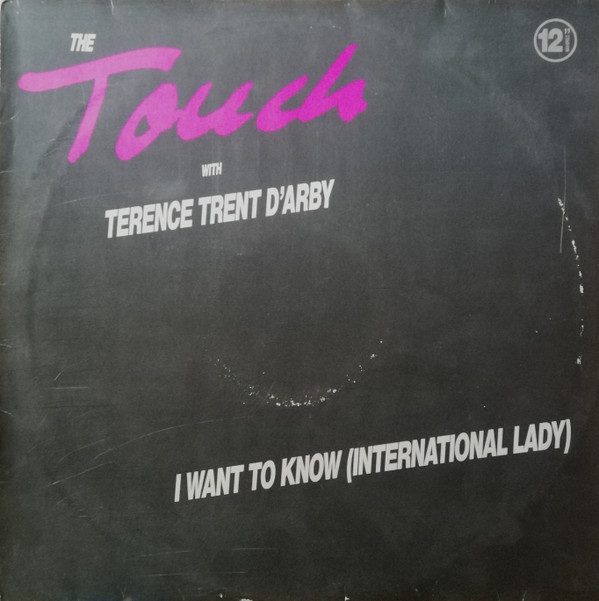 THE
Touch
WITH
TERENCE TRENT D'ARBY
I WANT TO KNOW (INTERNATIONAL LADY)
12"